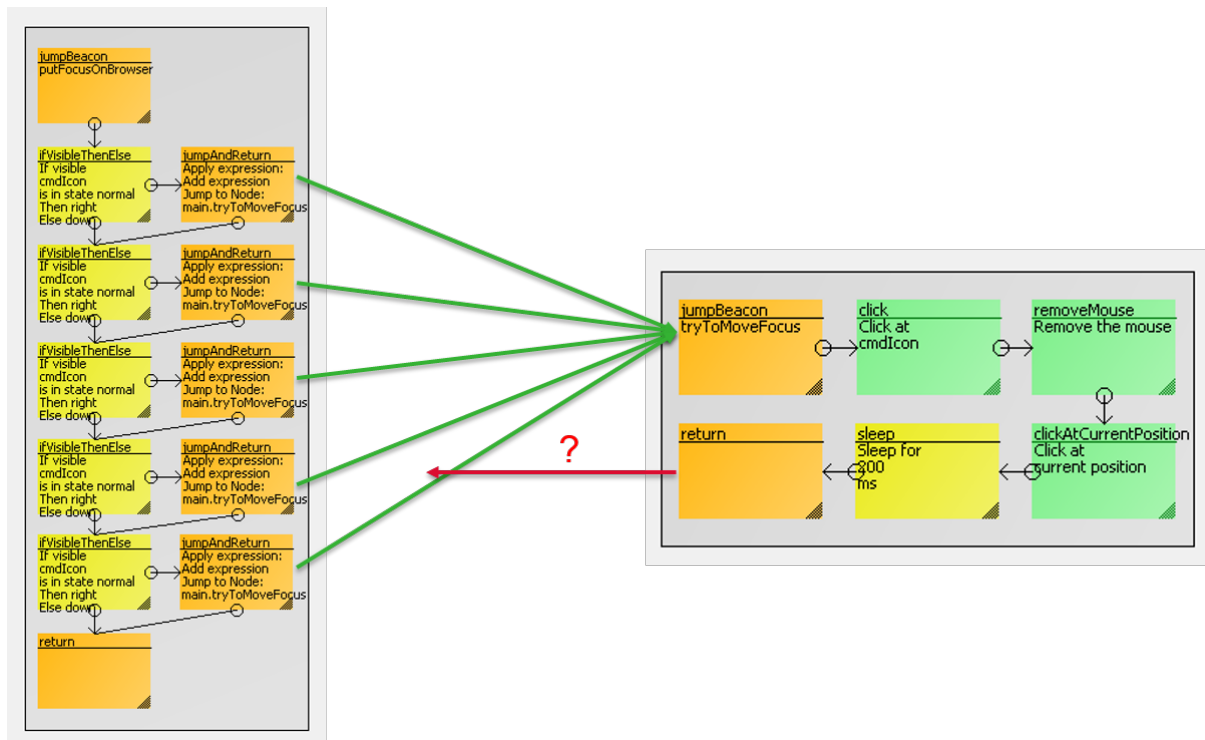 jumpBeacon
putFocusOnBrowser
ifVisibleThenElse
If visible
cmdIcon
is in state normal
Then right
Else down
jumpAndReturn
Apply expression:
Add expression
Jump to Node:
main.tryToMoveFocus
ifVisibleThenElse
If visible
cmdIcon
is in state normal
Then right
Else down
jumpAndReturn
Apply expression:
Add expression
Jump to Node:
main.tryToMoveFocus
ifVisibleThenElse
If visible
cmdIcon
is in state normal
Then right
Else down
jumpAndReturn
Apply expression:
Add expression
Jump to Node:
main.tryToMoveFocus
ifVisibleThenElse
If visible
cmdIcon
is in state normal
Then right
Else down
jumpAndReturn
Apply expression:
Add expression
Jump to Node:
main.tryToMoveFocus
ifVisibleThenElse
If visible
cmdIcon
is in state normal
Then right
Else down
jumpAndReturn
Apply expression:
Add expression
Jump to Node:
main.tryToMoveFocus
return
?
jumpBeacon
tryToMoveFocus
click
Click at
cmdIcon
removeMouse
Remove the mouse
return
sleep
Sleep for
200
ms
clickAtCurrentPosition
Click at
current position